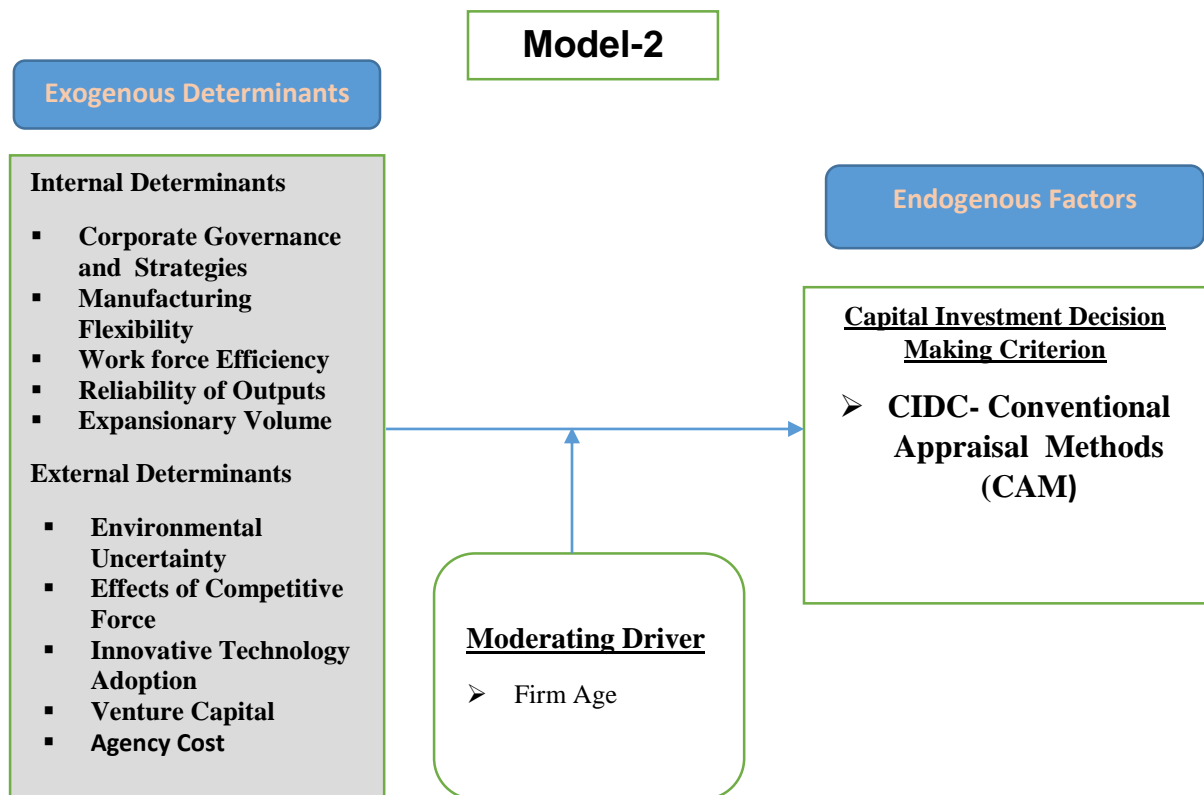 Model-2
Exogenous Determinants
Internal Determinants
▪ Corporate Governance
and Strategies
▪ Manufacturing
Flexibility
▪ Work force Efficiency
▪ Reliability of Outputs
▪ Expansionary Volume
External Determinants
▪ Environmental
Uncertainty
▪ Effects of Competitive
Force
▪ Innovative Technology
Adoption
▪ Venture Capital
▪ Agency Cost
Moderating Driver
➢ Firm Age
Endogenous Factors
Capital Investment Decision
Making Criterion
➢ CIDC- Conventional
Appraisal Methods
(CAM)